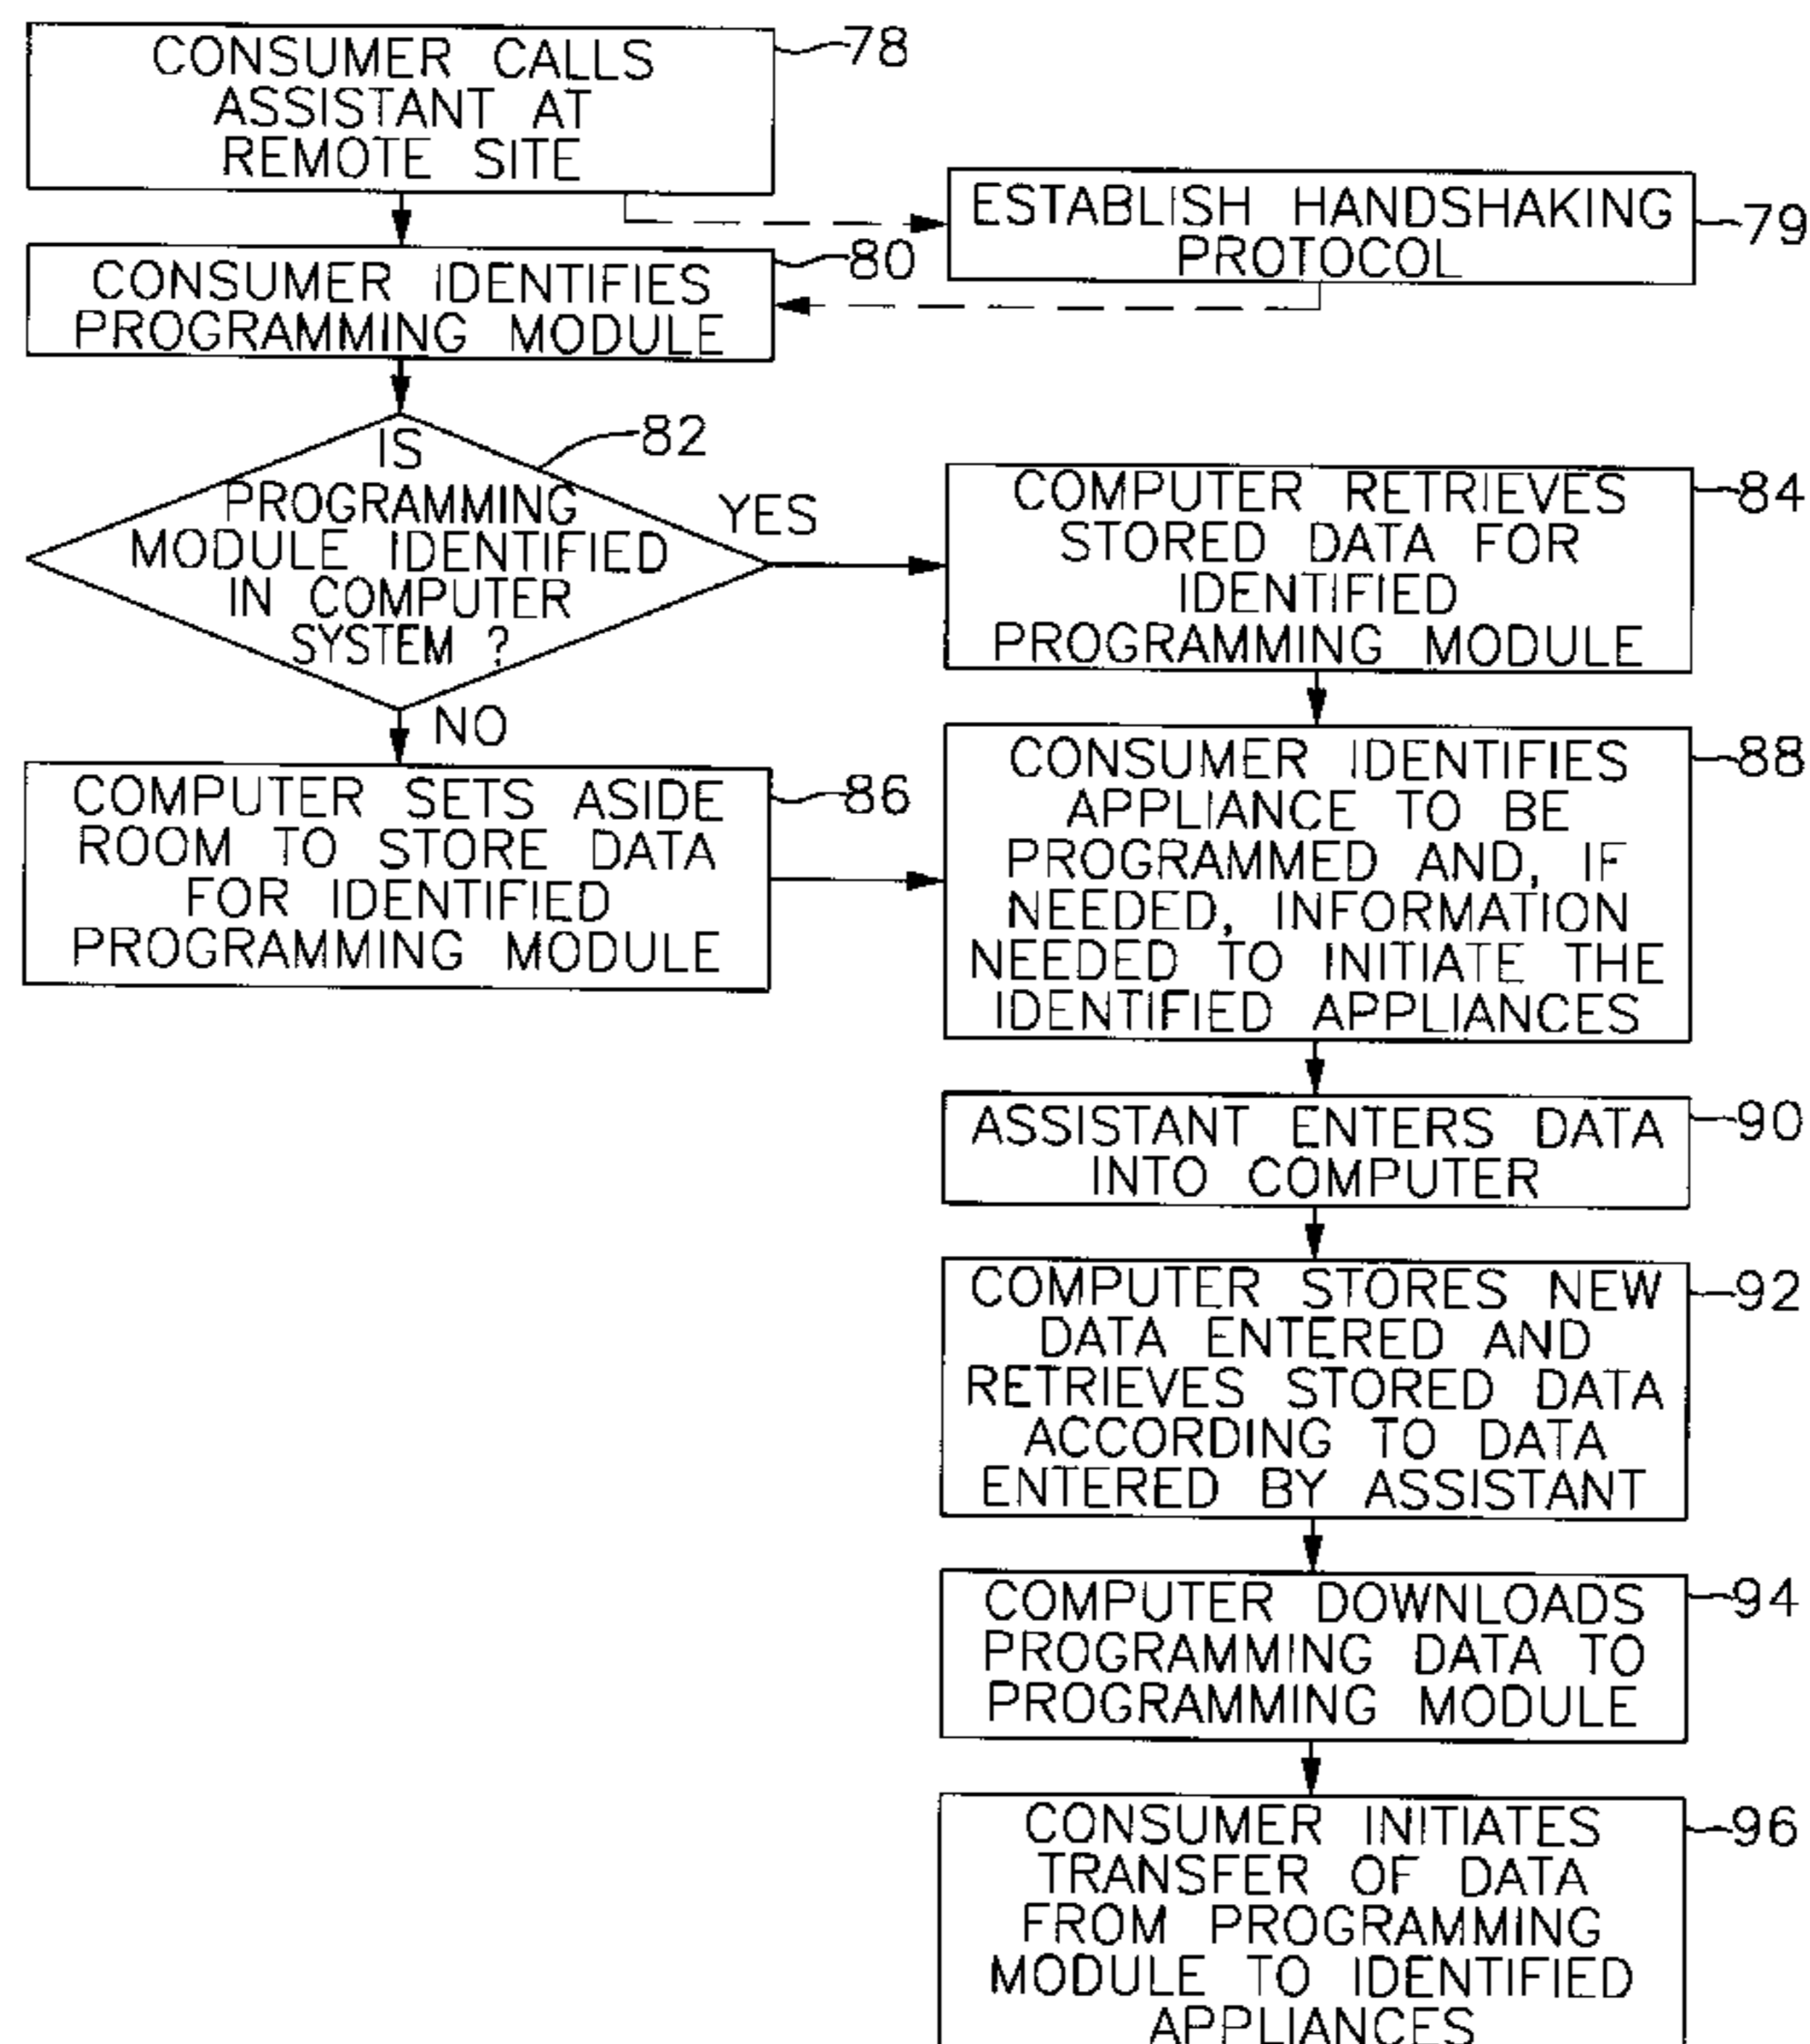 CONSUMER CALLS
ASSISTANT AT
REMOTE SITE
78
ESTABLISH HANDSHAKING
PROTOCOL
79
CONSUMER IDENTIFIES
PROGRAMMING MODULE
80
IS
PROGRAMMING
MODULE IDENTIFIED
IN COMPUTER
SYSTEM ?
82
YES
NO
COMPUTER RETRIEVES
STORED DATA FOR
IDENTIFIED
PROGRAMMING MODULE
84
COMPUTER SETS ASIDE
ROOM TO STORE DATA
FOR IDENTIFIED
PROGRAMMING MODULE
86
CONSUMER IDENTIFIES
APPLIANCE TO BE
PROGRAMMED AND, IF
NEEDED, INFORMATION
NEEDED TO INITIATE THE
IDENTIFIED APPLIANCES
88
ASSISTANT ENTERS DATA
INTO COMPUTER
90
COMPUTER STORES NEW
DATA ENTERED AND
RETRIEVES STORED DATA
ACCORDING TO DATA
ENTERED BY ASSISTANT
92
COMPUTER DOWNLOADS
PROGRAMMING DATA TO
PROGRAMMING MODULE
94
CONSUMER INITIATES
TRANSFER OF DATA
FROM PROGRAMMING
MODULE TO IDENTIFIED
APPLIANCES
96